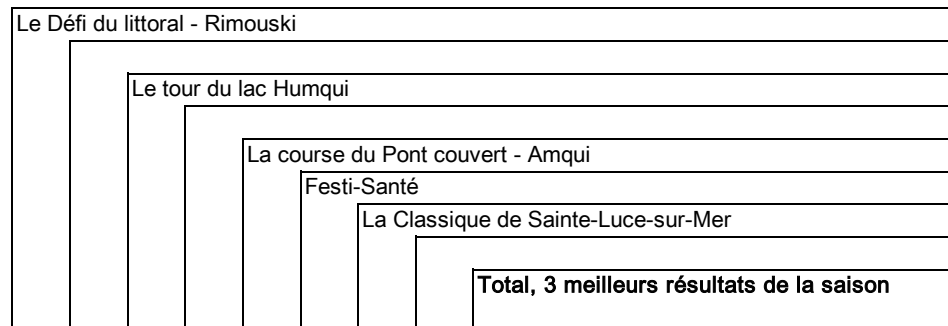 Le Défi du littoral - Rimouski
Le tour du lac Humqui
La course du Pont couvert - Amqui
Festi-Santé
La Classique de Sainte-Luce-sur-Mer
Total, 3 meilleurs résultats de la saison